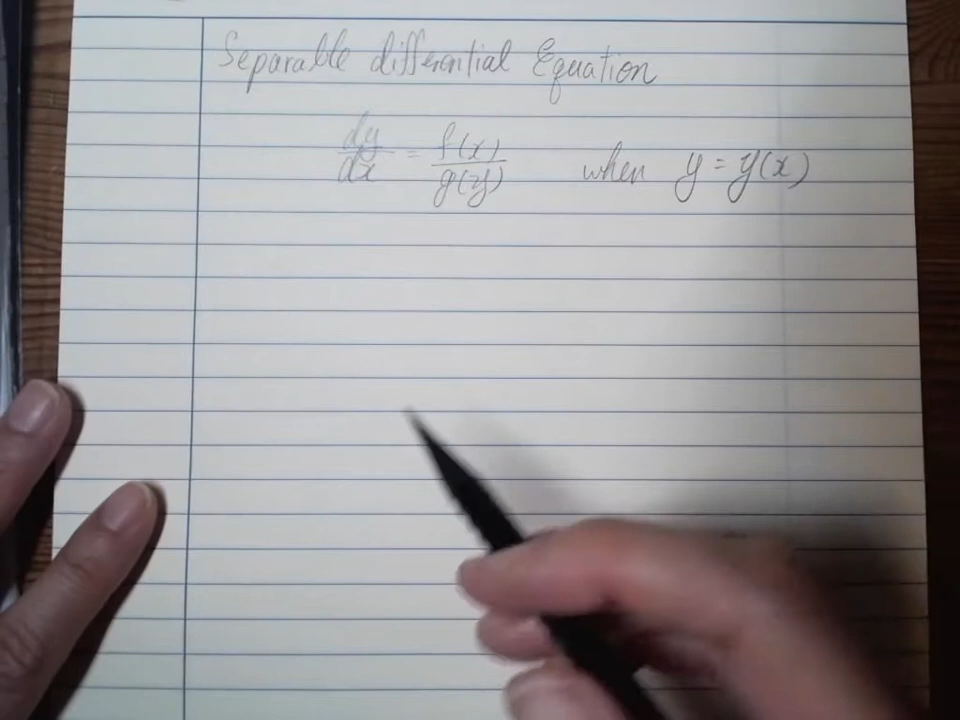 Separable differential Equation
dy/dx = f(x)/g(y) when y = y(x)